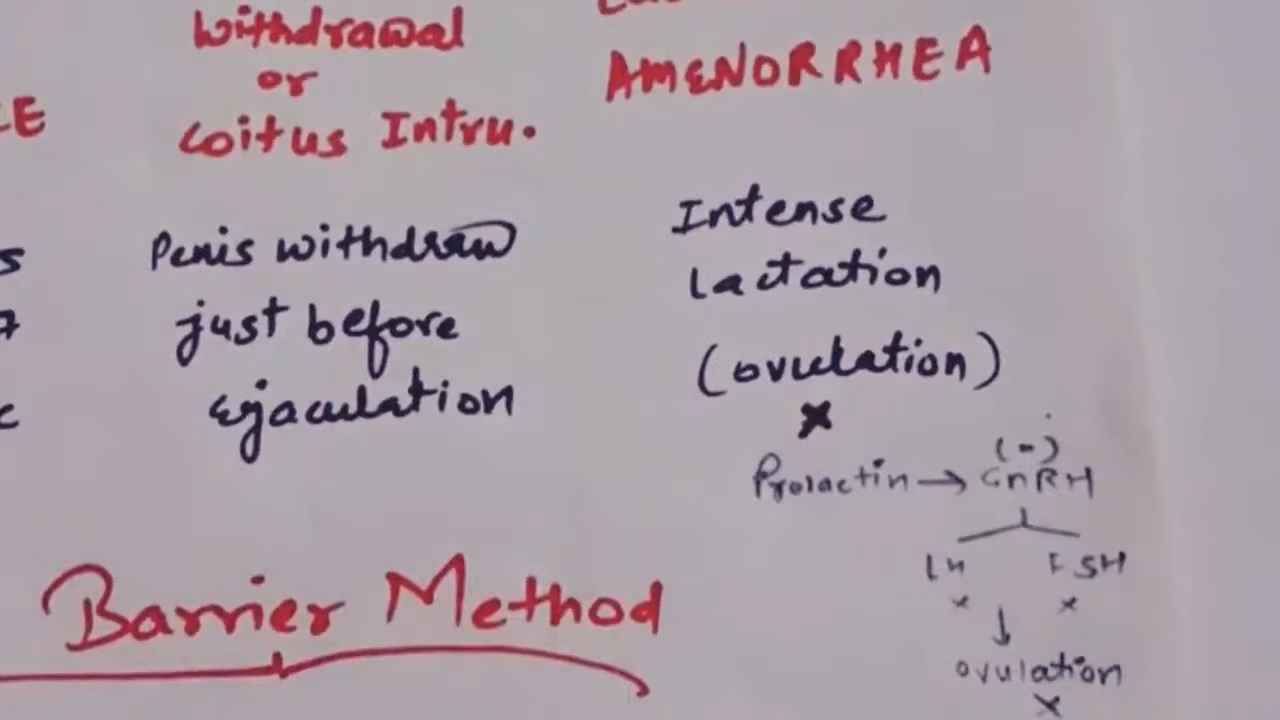 Withdrawal
or
Coitus Intru.
AMENORRHEA
Penis withdraw
just before
ejaculation
Intense
Lactation
(ovulation)
×
Prolactin → GnRH
(-)
LH FSH
× ×
↓
ovulation
×
Barrier Method